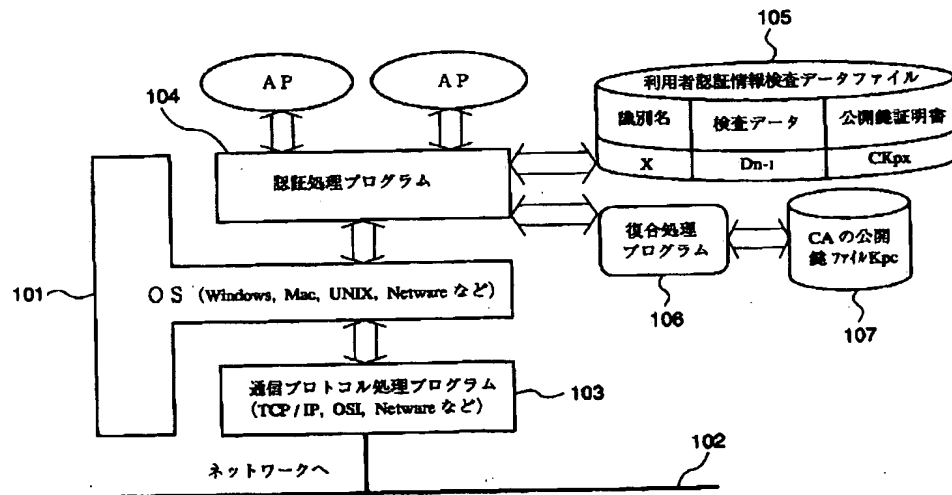 105
AP
AP
104
利用者認証情報検査データファイル
識別名
検査データ
公開鍵証明書
X
Dn-1
CKpx
認証処理プログラム
復合処理
プログラム
CAの公開
鍵ファイルKpc
101
OS (Windows, Mac, UNIX, Netware など)
106
107
通信プロトコル処理プログラム
(TCP / IP, OSI, Netware など)
103
ネットワークへ
102